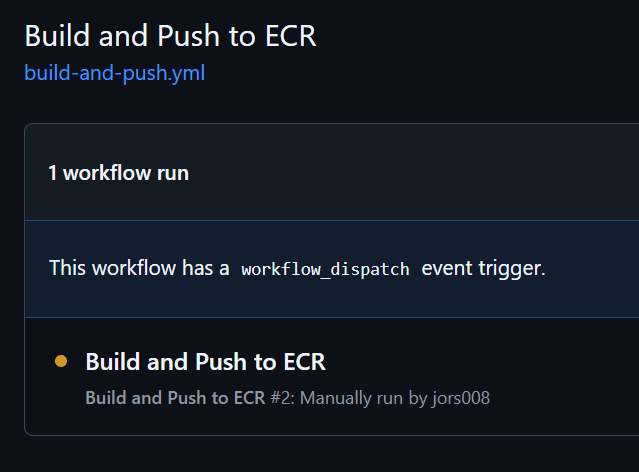 Build and Push to ECR
build-and-push.yml
1 workflow run
This workflow has a workflow_dispatch event trigger.
Build and Push to ECR
Build and Push to ECR #2: Manually run by jors008